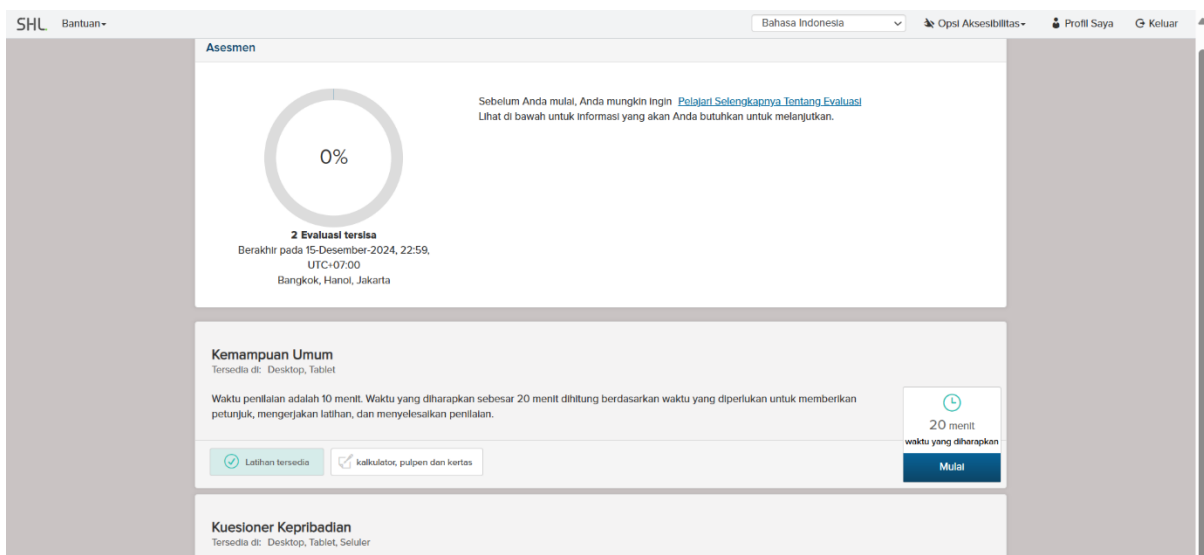 SHL. Bantuan
Bahasa Indonesia
Opsi Aksesibilitas
Profil Saya
Keluar
Asesmen
Sebelum Anda mulai, Anda mungkin ingin Pelajari Selengkapnya Tentang Evaluasi
Lihat di bawah untuk informasi yang akan Anda butuhkan untuk melanjutkan.
0%
2 Evaluasi tersisa
Berakhir pada 15-Desember-2024, 22:59,
UTC+07:00
Bangkok, Hanoi, Jakarta
Kemampuan Umum
Tersedia di: Desktop, Tablet
Waktu penilaian adalah 10 menit. Waktu yang diharapkan sebesar 20 menit dihitung berdasarkan waktu yang diperlukan untuk memberikan
petunjuk, mengerjakan latihan, dan menyelesaikan penilaian.
20 menit
waktu yang diharapkan
Mulai
Latihan tersedia
kalkulator, pulpen dan kertas
Kuesioner Kepribadian
Tersedia di: Desktop, Tablet, Seluler